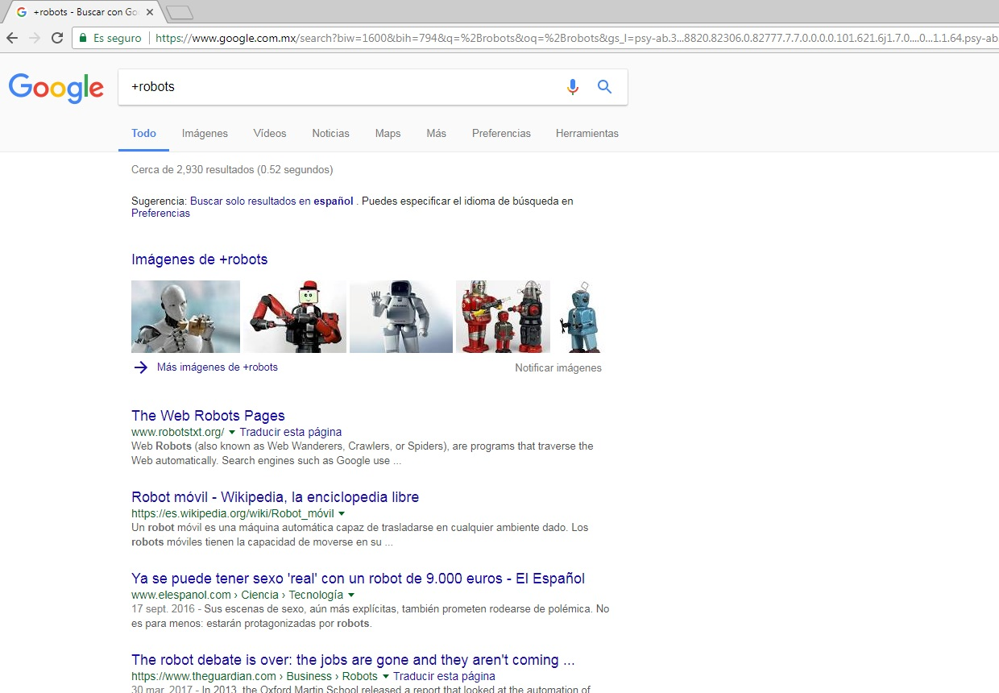 +robots - Buscar con Go
Es seguro https://www.google.com.mx/search?biw=1600&bih=794&q=%2Brobots&oq=%2Brobots&gs_l=psy-ab.3...8820.82306.0.82777.7.7.0.0.0.0.101.621.6j1.7.0....0...1.1.64.psy-ab
Google +robots
Todo Imágenes Vídeos Noticias Maps Más Preferencias Herramientas
Cerca de 2,930 resultados (0.52 segundos)
Sugerencia: Buscar solo resultados en español . Puedes especificar el idioma de búsqueda en
Preferencias
Imágenes de +robots
Más imágenes de +robots Notificar imágenes
The Web Robots Pages
www.robotstxt.org/ Traducir esta página
Web Robots (also known as Web Wanderers, Crawlers, or Spiders), are programs that traverse the
Web automatically. Search engines such as Google use ...
Robot móvil - Wikipedia, la enciclopedia libre
https://es.wikipedia.org/wiki/Robot_móvil
Un robot móvil es una máquina automática capaz de trasladarse en cualquier ambiente dado. Los
robots móviles tienen la capacidad de moverse en su ...
Ya se puede tener sexo 'real' con un robot de 9.000 euros - El Español
www.elespanol.com › Ciencia › Tecnología
17 sept. 2016 - Sus escenas de sexo, aún más explícitas, también prometen rodearse de polémica. No
es para menos: estarán protagonizadas por robots.
The robot debate is over: the jobs are gone and they aren't coming ...
https://www.theguardian.com › Business › Robots Traducir esta página
30 mar. 2017 - In 2013, the Oxford Martin School released a report that looked at the automation of